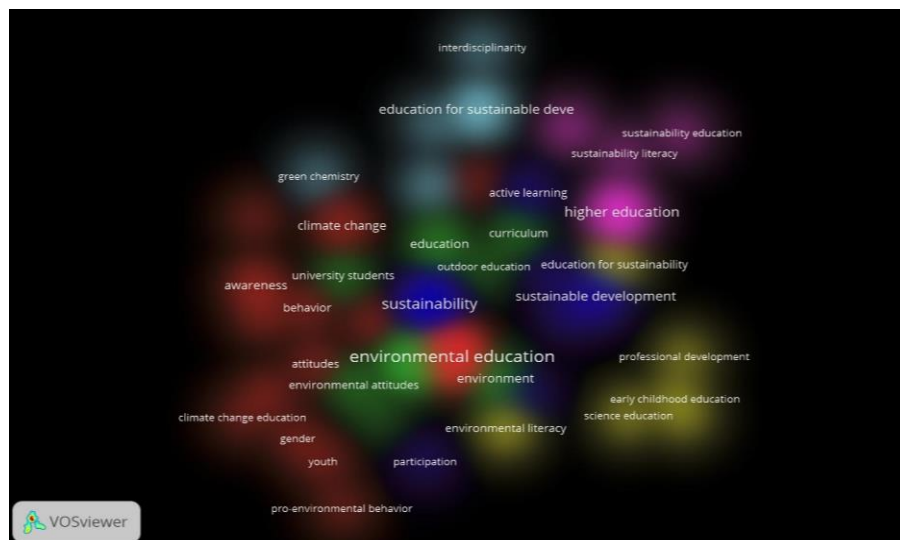 interdisciplinarity
education for sustainable deve
sustainability education
sustainability literacy
green chemistry
active learning
higher education
climate change
curriculum
education
outdoor education
education for sustainability
university students
awareness
sustainable development
behavior
sustainability
environmental education
professional development
attitudes
environment
environmental attitudes
early childhood education
science education
climate change education
environmental literacy
gender
youth
participation
pro-environmental behavior
VOSviewer